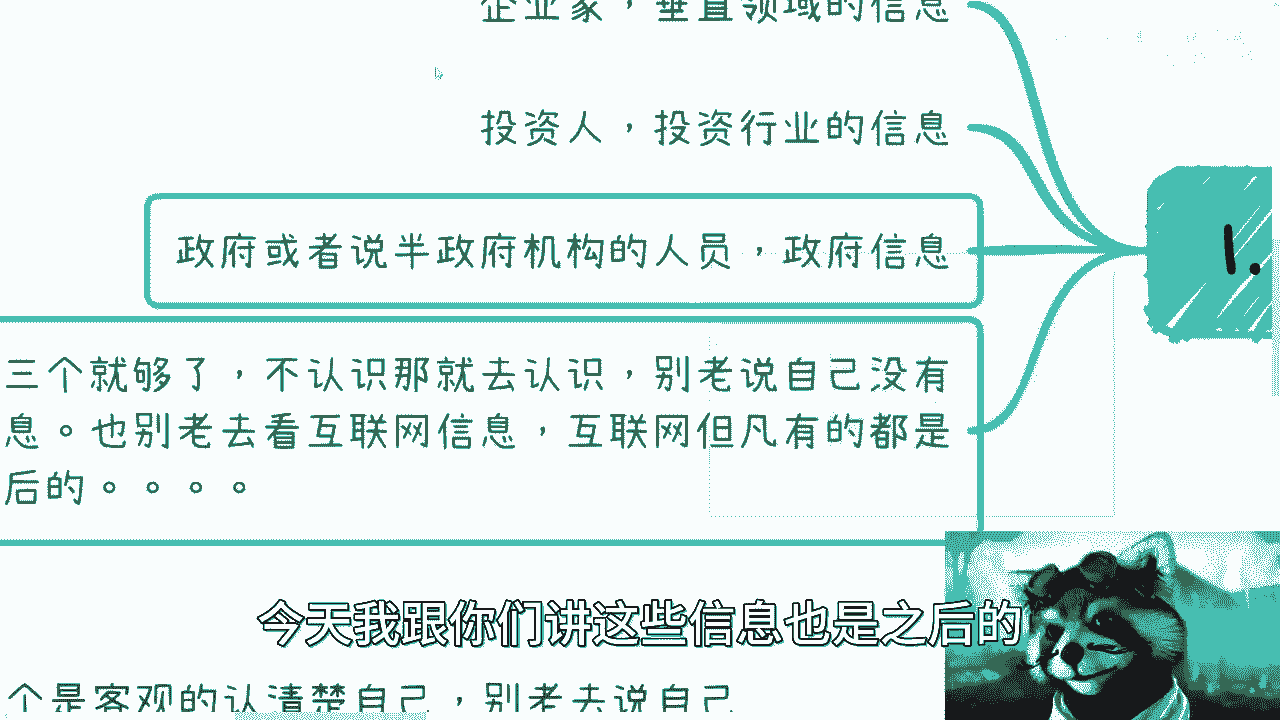 企业家，垂直领域的信息
投资人，投资行业的信息
政府或者说半政府机构的人员，政府信息
1.
三个就够了，不认识那就去认识，别老说自己没有
息。也别老去看互联网信息，互联网但凡有的都是
后的。。。。
今天我跟你们讲这些信息也是之后的
个是客观的认清楚自己，别老去说自己